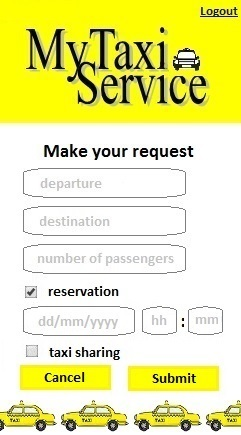 Logout
MyTaxi
Service
Make your request
departure
destination
number of passengers
reservation
dd/mm/yyyy hh : mm
taxi sharing
Cancel Submit